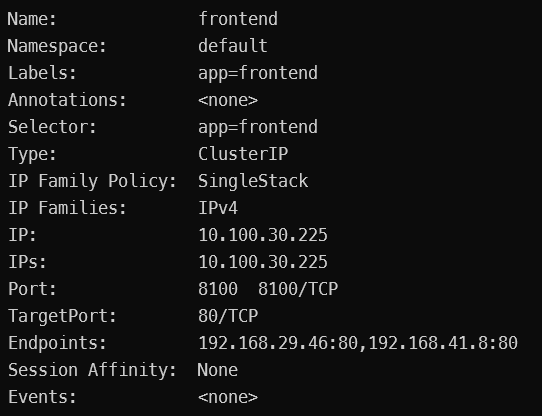 Name:              frontend
Namespace:         default
Labels:            app=frontend
Annotations:       <none>
Selector:          app=frontend
Type:              ClusterIP
IP Family Policy:  SingleStack
IP Families:       IPv4
IP:                10.100.30.225
IPs:               10.100.30.225
Port:              8100  8100/TCP
TargetPort:        80/TCP
Endpoints:         192.168.29.46:80,192.168.41.8:80
Session Affinity:  None
Events:            <none>